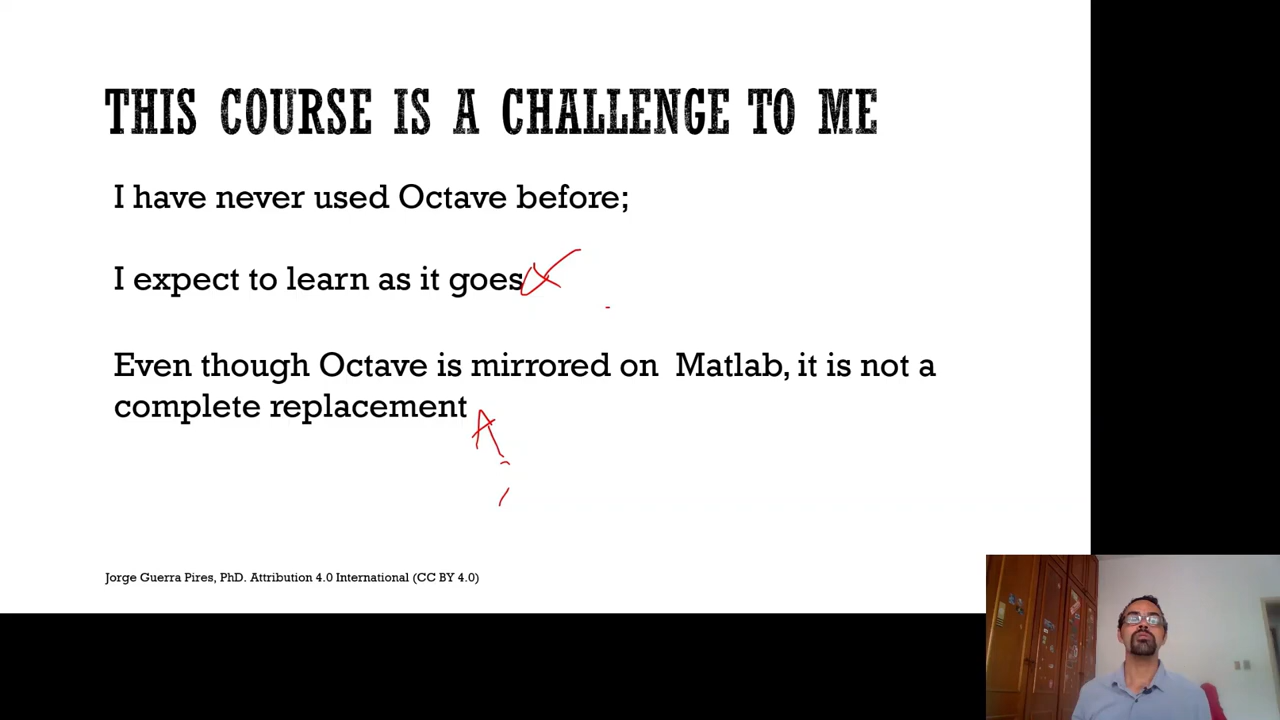 THIS COURSE IS A CHALLENGE TO ME
I have never used Octave before;
I expect to learn as it goes
Even though Octave is mirrored on Matlab, it is not a
complete replacement
Jorge Guerra Pires, PhD. Attribution 4.0 International (CC BY 4.0)